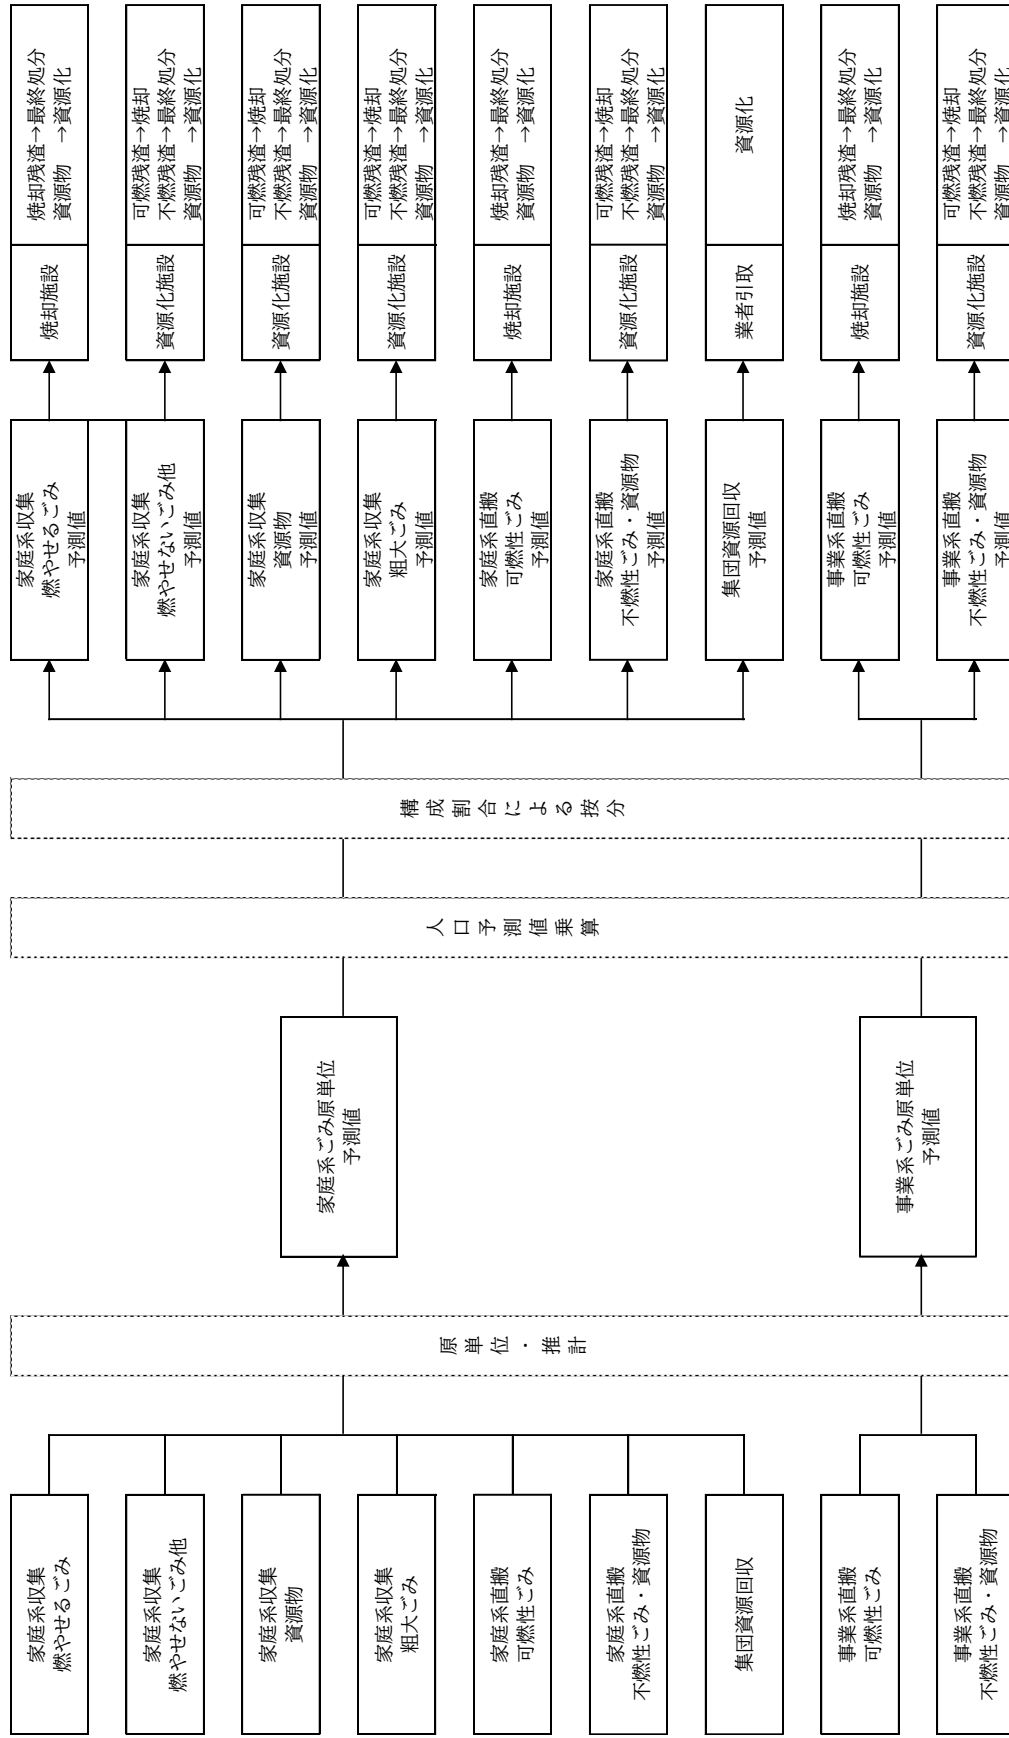 家庭系収集
燃やせるごみ
家庭系収集
燃やせないごみ他
家庭系収集
資源物
家庭系収集
粗大ごみ
家庭系直搬
可燃性ごみ
家庭系直搬
不燃性ごみ・資源物
集団資源回収
事業系直搬
可燃性ごみ
事業系直搬
不燃性ごみ・資源物
原単位・推計
家庭系ごみ原単位
予測値
事業系ごみ原単位
予測値
人口予測値乗算
構成割合による按分
家庭系収集
燃やせるごみ
予測値
家庭系収集
燃やせないごみ他
予測値
家庭系収集
資源物
予測値
家庭系収集
粗大ごみ
予測値
家庭系直搬
可燃性ごみ
予測値
家庭系直搬
不燃性ごみ・資源物
予測値
集団資源回収
予測値
事業系直搬
可燃性ごみ
予測値
事業系直搬
不燃性ごみ・資源物
予測値
焼却施設
焼却残渣→最終処分
資源物　→資源化
資源化施設
可燃残渣→焼却
不燃残渣→最終処分
資源物　→資源化
資源化施設
可燃残渣→焼却
不燃残渣→最終処分
資源物　→資源化
資源化施設
可燃残渣→焼却
不燃残渣→最終処分
資源物　→資源化
焼却施設
焼却残渣→最終処分
資源物　→資源化
資源化施設
可燃残渣→焼却
不燃残渣→最終処分
資源物　→資源化
業者引取
資源化
焼却施設
焼却残渣→最終処分
資源物　→資源化
資源化施設
可燃残渣→焼却
不燃残渣→最終処分
資源物　→資源化